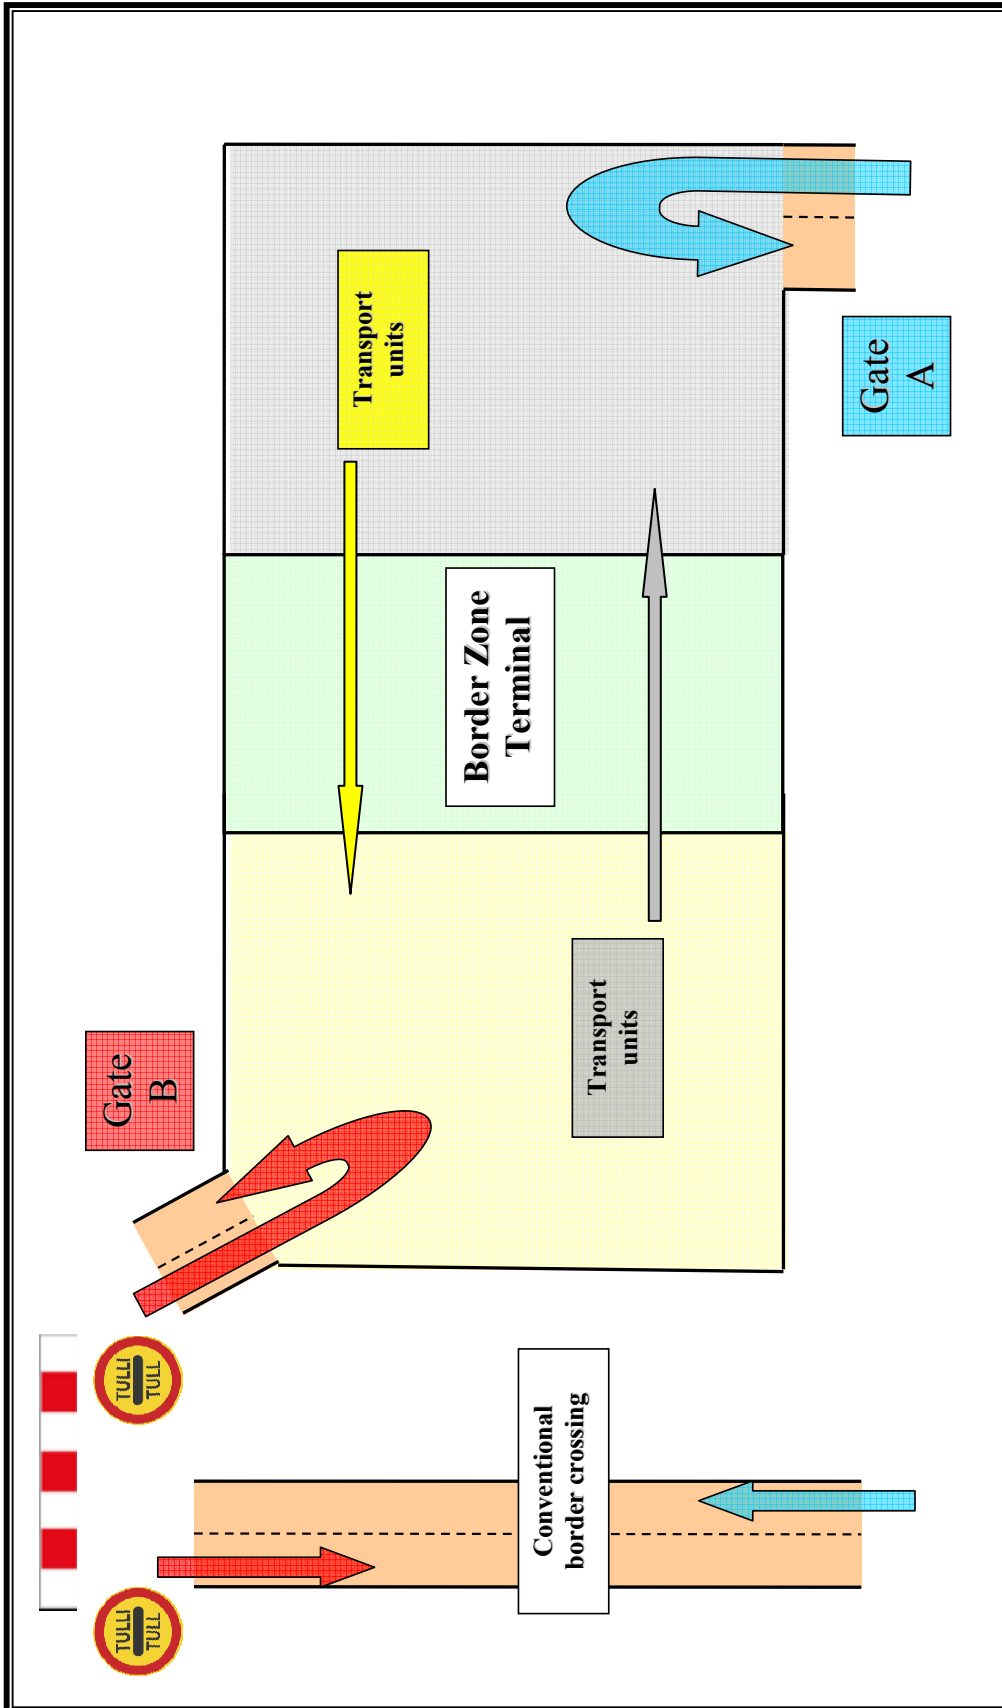 Conventional
border crossing
TULLI
TULL
TULLI
TULL
Gate
B
Transport
units
Border Zone
Terminal
Transport
units
Gate
A